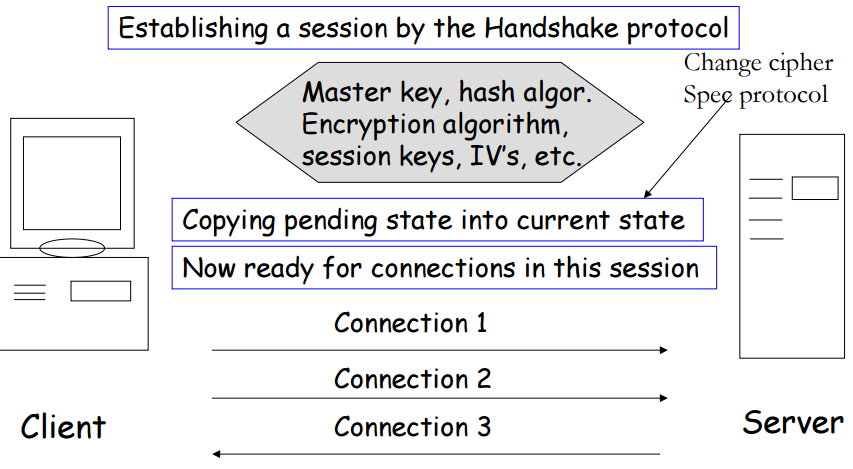 Establishing a session by the Handshake protocol
Change cipher
Spec protocol
Master key, hash algor.
Encryption algorithm,
session keys, IV's, etc.
Copying pending state into current state
Now ready for connections in this session
Connection 1
Connection 2
Connection 3
Client
Server